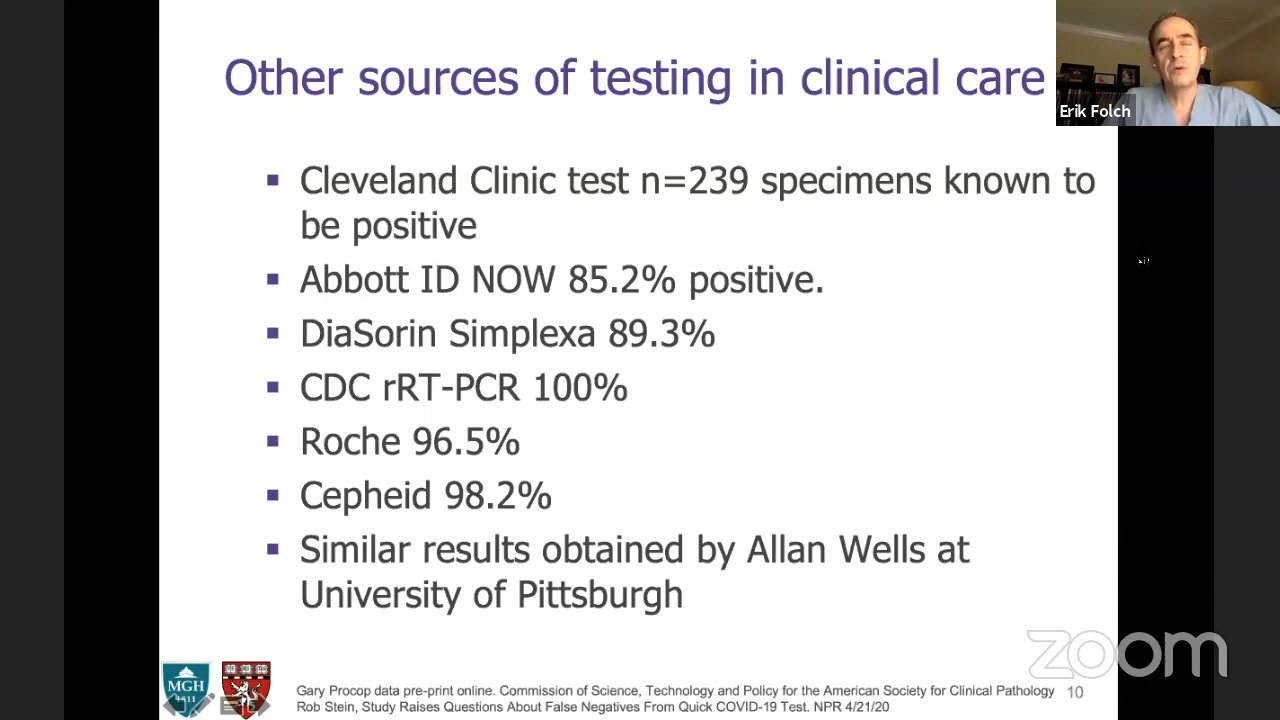 Other sources of testing in clinical care
Erik Folch
▪ Cleveland Clinic test n=239 specimens known to
be positive
▪ Abbott ID NOW 85.2% positive.
▪ DiaSorin Simplexa 89.3%
▪ CDC rRT-PCR 100%
▪ Roche 96.5%
▪ Cepheid 98.2%
▪ Similar results obtained by Allan Wells at
University of Pittsburgh
zoom
MGH
1811
Gary Procop data pre-print online. Commission of Science, Technology and Policy for the American Society for Clinical Pathology
10
Rob Stein, Study Raises Questions About False Negatives From Quick COVID-19 Test. NPR 4/21/20